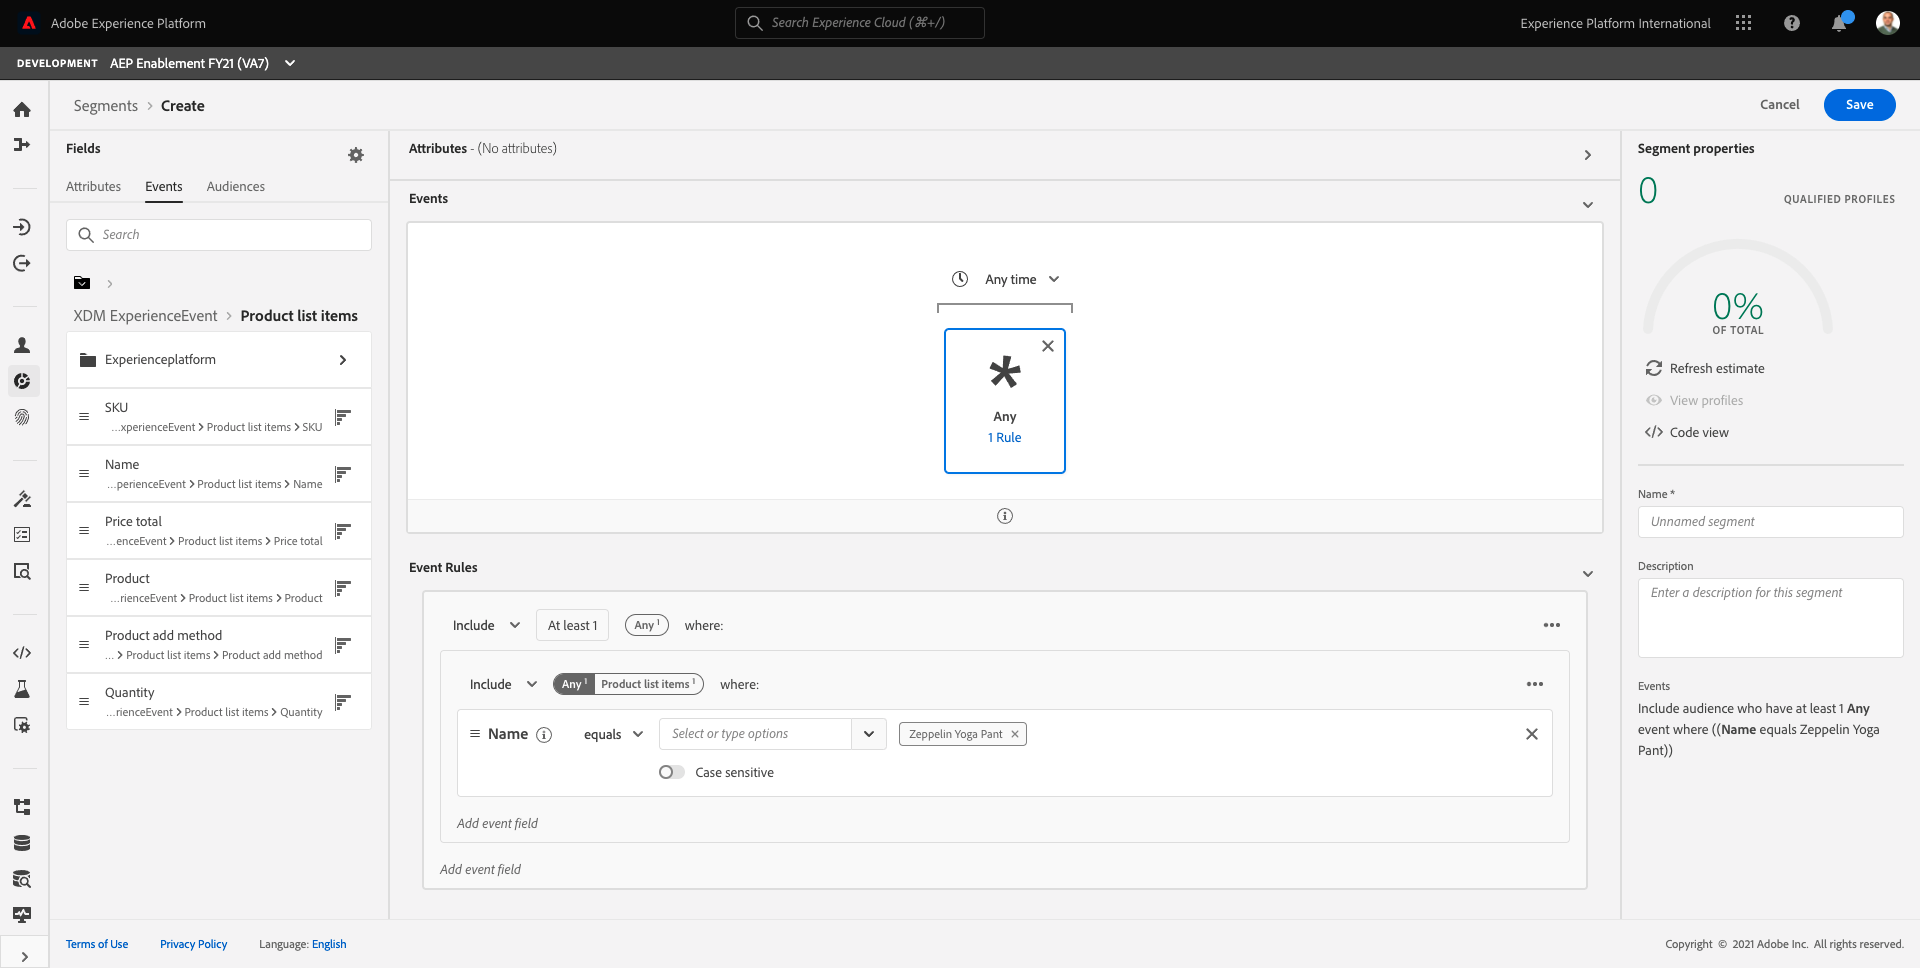 Adobe Experience Platform
Search Experience Cloud (⌘+/)
Experience Platform International
DEVELOPMENT AEP Enablement FY21 (VA7)
Segments > Create
Cancel
Save
Fields
Attributes Events Audiences
Search
XDM ExperienceEvent > Product list items
Experienceplatform
SKU
...xperienceEvent > Product list items > SKU
Name
...perienceEvent > Product list items > Name
Price total
...enceEvent > Product list items > Price total
Product
...rienceEvent > Product list items > Product
Product add method
... > Product list items > Product add method
Quantity
...rienceEvent > Product list items > Quantity
Attributes - (No attributes)
Events
Any time
Any
1 Rule
Event Rules
Include At least 1 Any 1 where:
Include Any 1 Product list items 1 where:
Name equals Select or type options Zeppelin Yoga Pant
Case sensitive
Add event field
Add event field
Segment properties
0
QUALIFIED PROFILES
0%
OF TOTAL
Refresh estimate
View profiles
Code view
Name *
Unnamed segment
Description
Enter a description for this segment
Events
Include audience who have at least 1 Any
event where ((Name equals Zeppelin Yoga
Pant))
Terms of Use Privacy Policy Language: English
Copyright © 2021 Adobe Inc. All rights reserved.